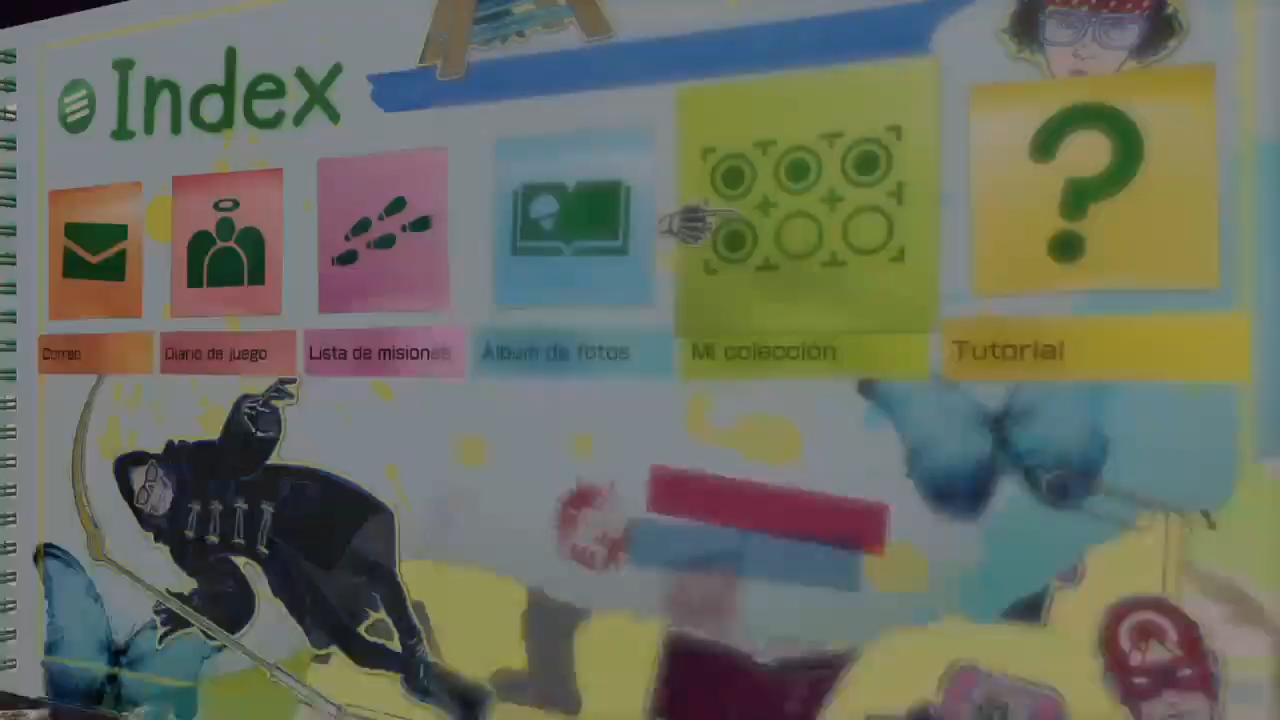 Index
Correo
Diario de juego
Lista de misiones
Álbum de fotos
Mi colección
Tutorial